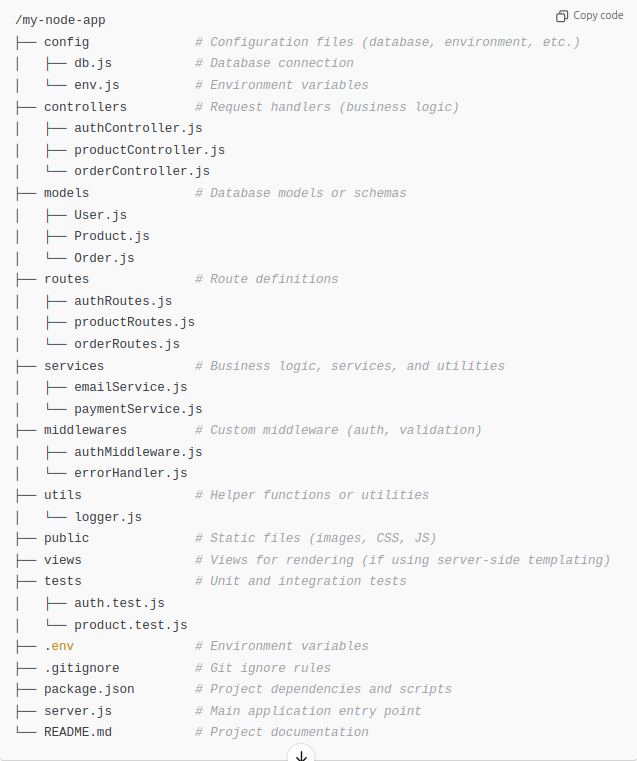 /my-node-app
Copy code
├── config                # Configuration files (database, environment, etc.)
│   ├── db.js             # Database connection
│   └── env.js            # Environment variables
├── controllers           # Request handlers (business logic)
│   ├── authController.js
│   ├── productController.js
│   └── orderController.js
├── models                # Database models or schemas
│   ├── User.js
│   ├── Product.js
│   └── Order.js
├── routes                # Route definitions
│   ├── authRoutes.js
│   ├── productRoutes.js
│   └── orderRoutes.js
├── services              # Business logic, services, and utilities
│   ├── emailService.js
│   └── paymentService.js
├── middlewares           # Custom middleware (auth, validation)
│   ├── authMiddleware.js
│   └── errorHandler.js
├── utils                 # Helper functions or utilities
│   └── logger.js
├── public                # Static files (images, CSS, JS)
├── views                 # Views for rendering (if using server-side templating)
├── tests                 # Unit and integration tests
│   ├── auth.test.js
│   └── product.test.js
├── .env                  # Environment variables
├── .gitignore            # Git ignore rules
├── package.json          # Project dependencies and scripts
├── server.js             # Main application entry point
└── README.md             # Project documentation